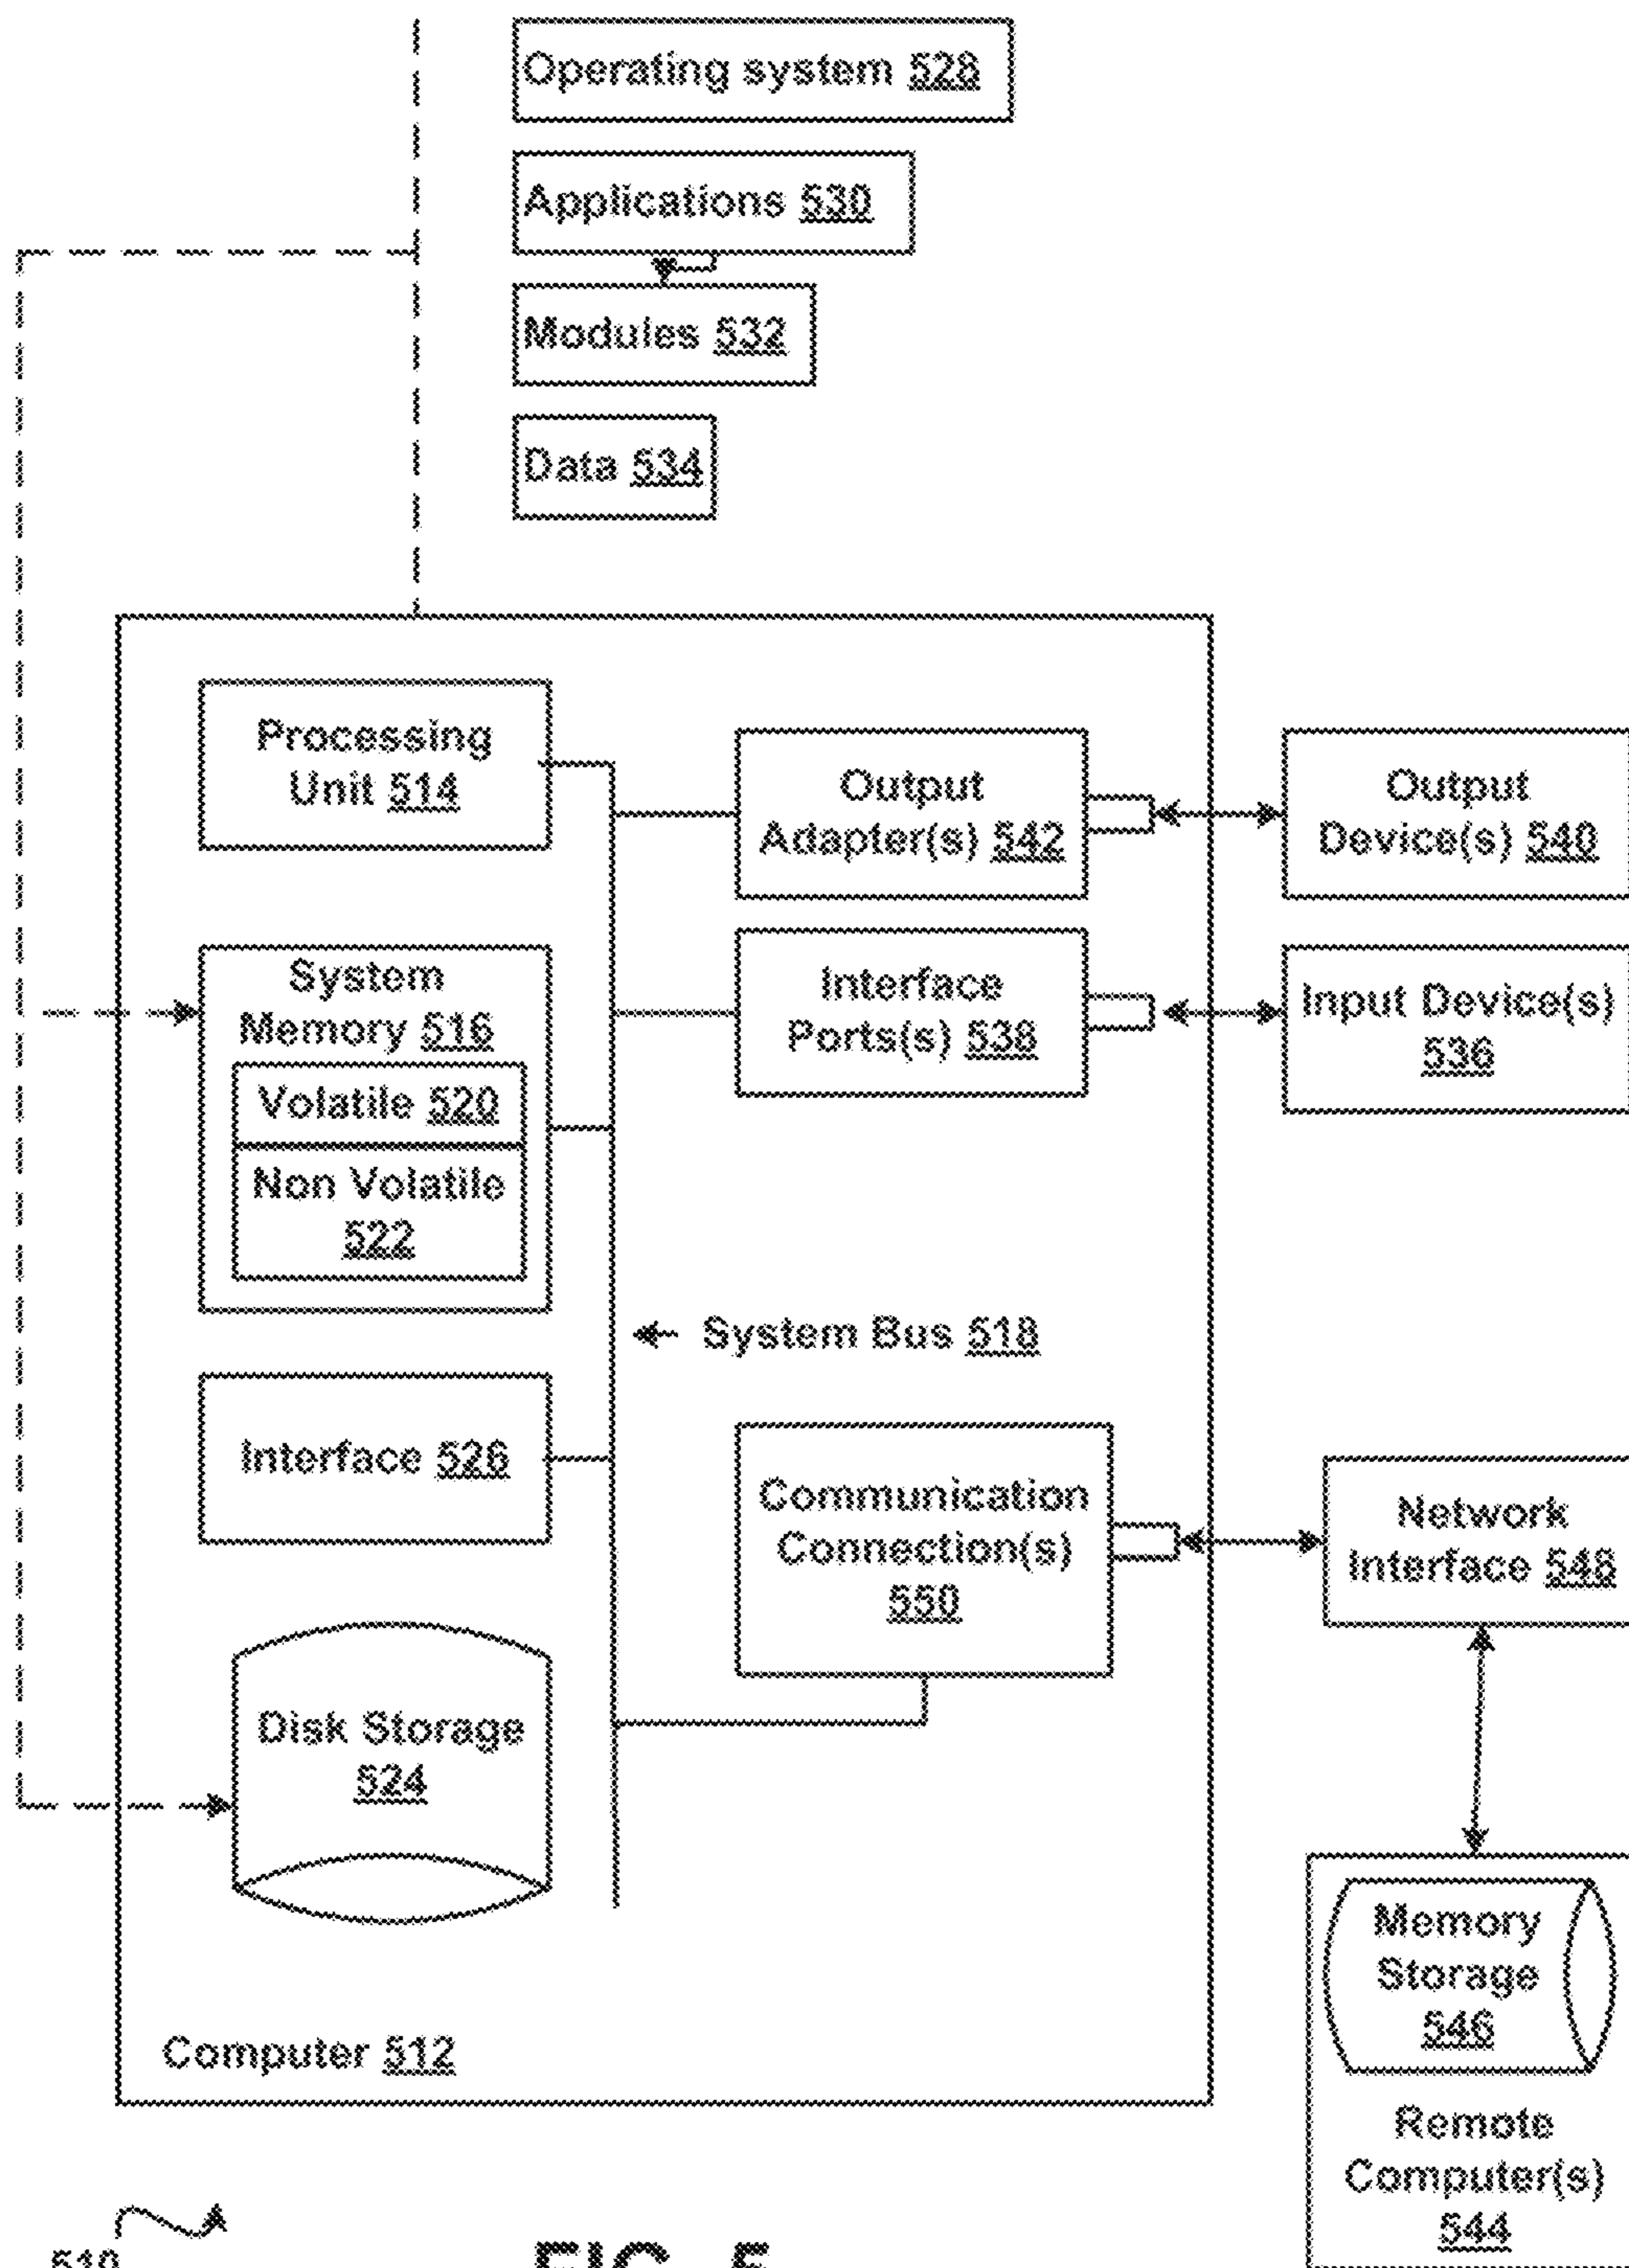 Operating system 528
Applications 530
Modules 532
Data 534
Processing
Unit 514
Output
Adapter(s) 542
Output
Device(s) 540
System
Memory 516
Volatile 520
Non Volatile
522
Interface
Ports(s) 538
Input Device(s)
536
System Bus 518
Interface 526
Communication
Connection(s)
550
Network
Interface 548
Disk Storage
524
Memory
Storage
546
Computer 512
Remote
Computer(s)
544
510
FIG. 5